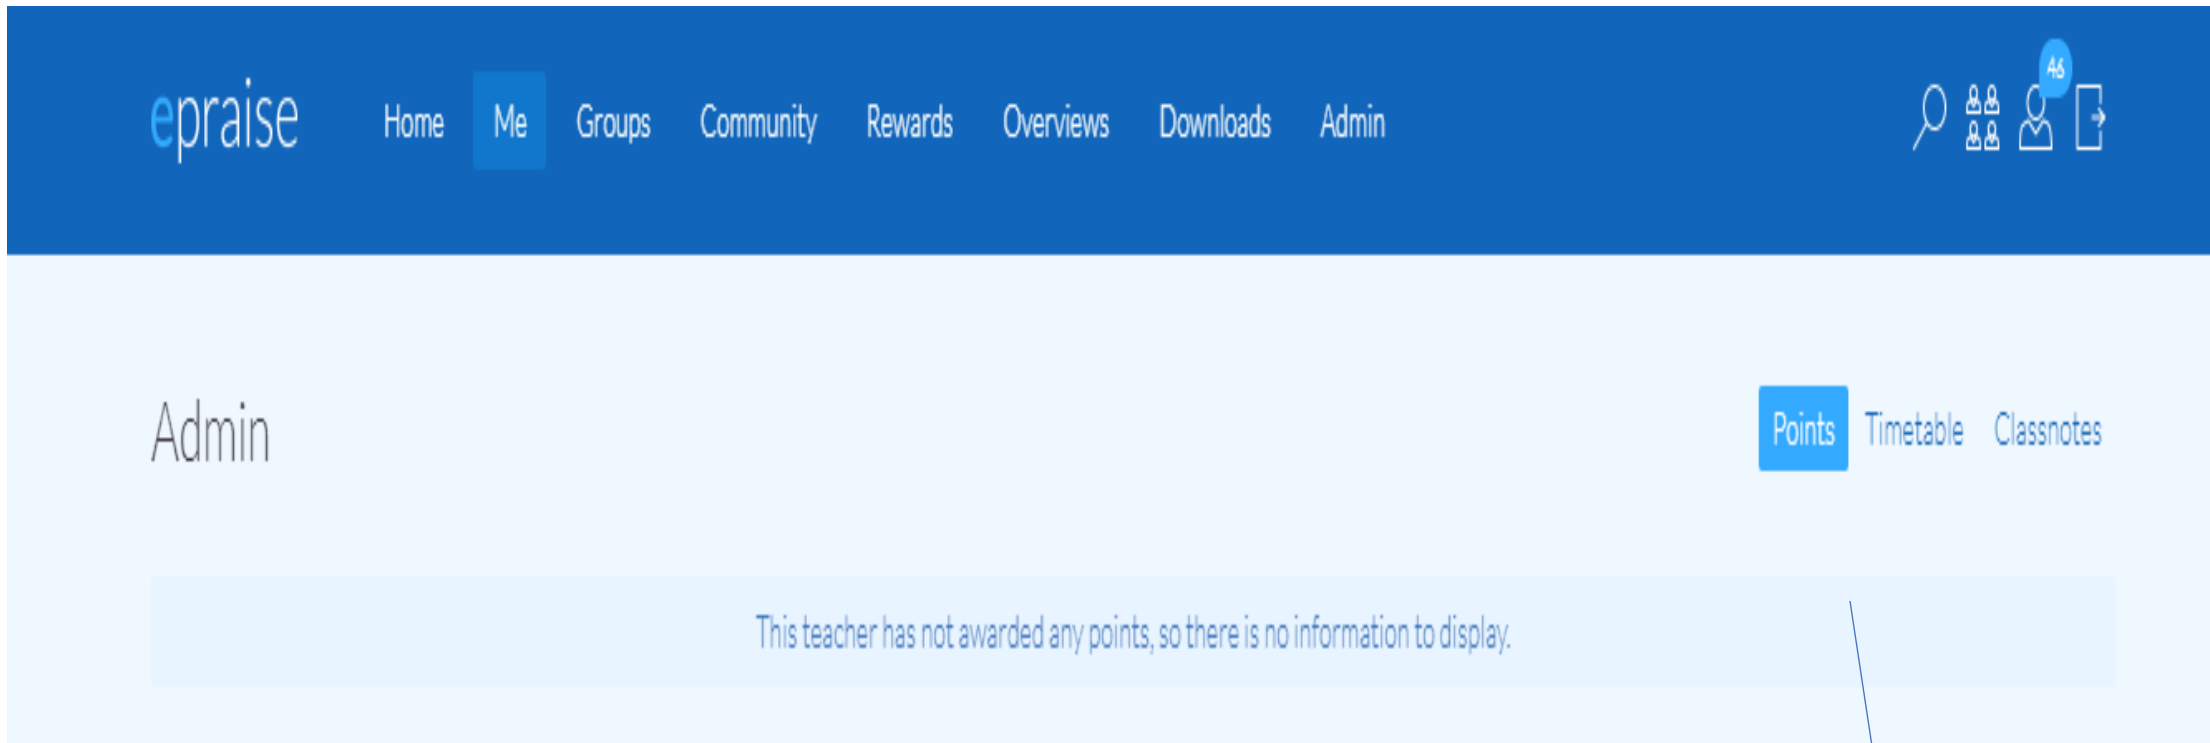 46
epraise Home Me Groups Community Rewards Overviews Downloads Admin
Admin Points Timetable Classnotes
This teacher has not awarded any points, so there is no information to display.